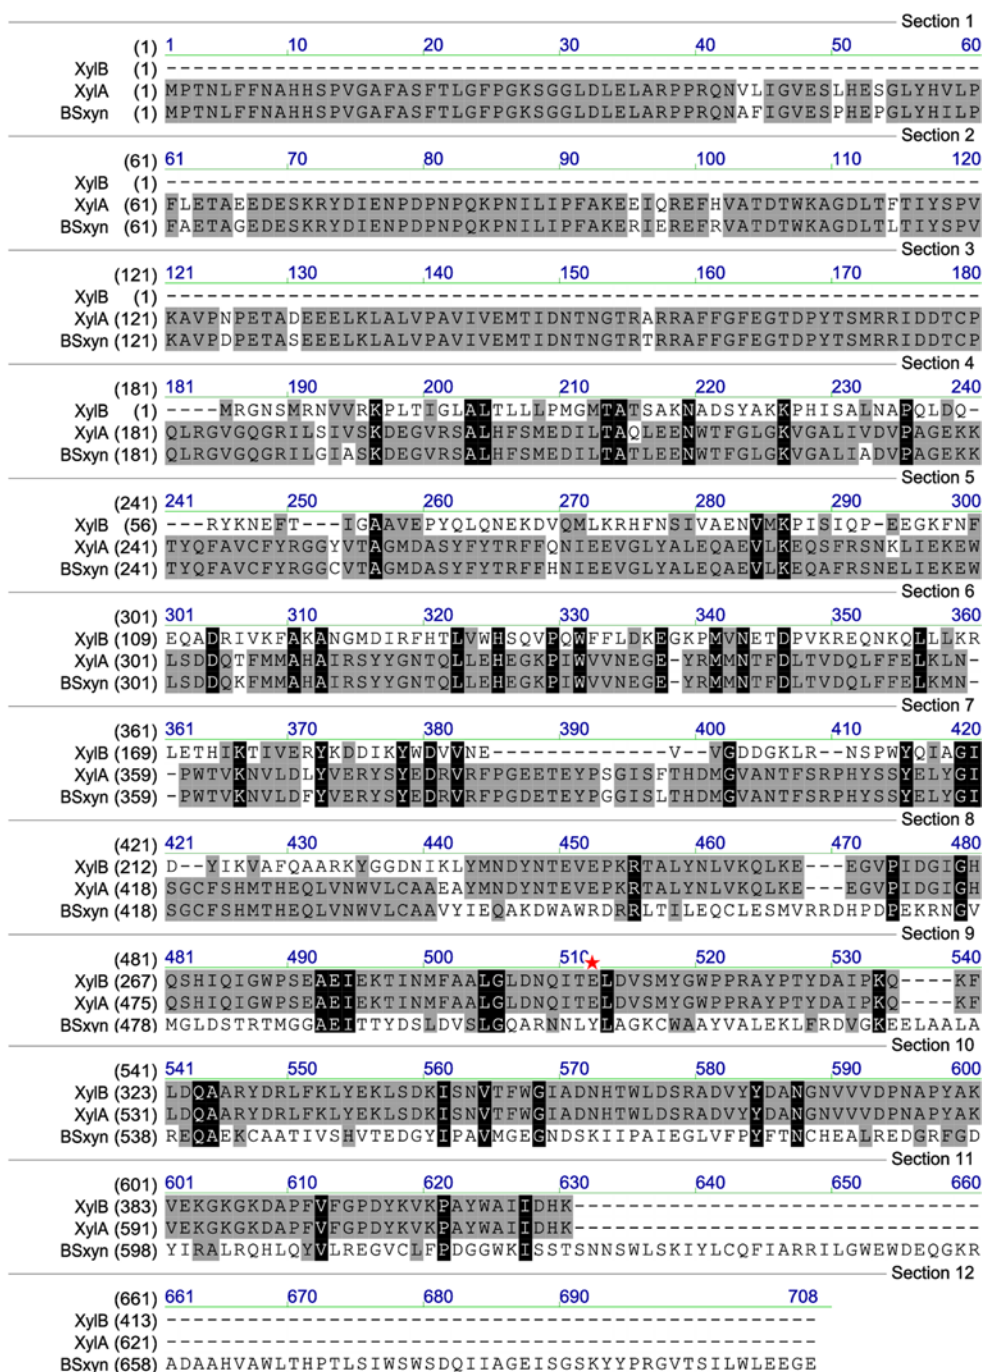 Section 1
(1) 1 10 20 30 40 50 60
XylB (1) ------------------------------------------------------------
XylA (1) MPTNLFFNAHHSPVGAFASFTLGFPGKSGGLDLELARPPRQNVLIGVESLHESGLYHVLP
BSxyn (1) MPTNLFFNAHHSPVGAFASFTLGFPGKSGGLDLELARPPRQNAFIGVESPHEPGLYHILP
Section 2
(61) 61 70 80 90 100 110 120
XylB (1) ------------------------------------------------------------
XylA (61) FLETAEEDESKRYDIENPDPNPQKPNILIPFAKEEIQREFHVATDTWKAGDLTFTIYSPV
BSxyn (61) FAETAGEDESKRYDIENPDPNPQKPNILIPFAKERIEREFRVATDTWKAGDLTLTIYSPV
Section 3
(121) 121 130 140 150 160 170 180
XylB (1) ------------------------------------------------------------
XylA (121) KAVPNPETADEEELKLALVPAVIVEMTIDNTNGTRARRAFFGFEGTDPYTSMRRIDDTCP
BSxyn (121) KAVPDPETASEEELKLALVPAVIVEMTIDNTNGTRTRRAFFGFEGTDPYTSMRRIDDTCP
Section 4
(181) 181 190 200 210 220 230 240
XylB (1) ----MRGNSMRNVVRKPLTIGLALTLLLPMGMTATSAKNADSYAKKPHISALNAPQLDQ-
XylA (181) QLRGVGQGRILSIVSKDEGVRSALHFSMEDILTAQLEENWTFGLGKVGALIVDVPAGEKK
BSxyn (181) QLRGVGQGRILGIASKDEGVRSALHFSMEDILTATLEENWTFGLGKVGALIADVPAGEKK
Section 5
(241) 241 250 260 270 280 290 300
XylB (56) ---RYKNEFT---IGAAVEPYQLQNEKDVQMLKRHFNSIVAENVMKPISIQP-EEGKFNF
XylA (241) TYQFAVCFYRGGYVTAGMDASYFYTRFFQNIEEVGLYALEQAEVLKEQSFRSNKLIEKEW
BSxyn (241) TYQFAVCFYRGGCVTAGMDASYFYTRFFHNIEEVGLYALEQAEVLKEQAFRSNELIEKEW
Section 6
(301) 301 310 320 330 340 350 360
XylB (109) EQADRIVKFAKANGMDIRFHTLVWHSQVPQWFFLDKEGKPMVNETDPVKREQNKQLLLKR
XylA (301) LSDDQTFMMAHAIRSYYGNTQLLEHEGKPIWVVNEGE-YRMMNTFDLTVDQLFFELKLN-
BSxyn (301) LSDDQKFMMAHAIRSYYGNTQLLEHEGKPIWVVNEGE-YRMMNTFDLTVDQLFFELKMN-
Section 7
(361) 361 370 380 390 400 410 420
XylB (169) LETHIKTIVERYKDDIKYWDVVNE-------------V--VGDDGKLR--NSPWYQIAGI
XylA (359) -PWTVKNVLDLYVERYSYEDRVRFPGEETEYPSGISFTHDMGVANTFSRPHYSSYELYGI
BSxyn (359) -PWTVKNVLDFYVERYSYEDRVRFPGDETEYPGGISLTHDMGVANTFSRPHYSSYELYGI
Section 8
(421) 421 430 440 450 460 470 480
XylB (212) D--YIKVAFQAARKYGGDNIKLYMNDYNTEVEPKRTALYNLVKQLKE---EGVPIDGIGH
XylA (418) SGCFSHMTHEQLVNWVLCAAEAYMNDYNTEVEPKRTALYNLVKQLKE---EGVPIDGIGH
BSxyn (418) SGCFSHMTHEQLVNWVLCAAVYIEQAKDWAWRDRRLTILEQCLESMVRRDHPDPEKRNGV
Section 9
(481) 481 490 500 510 520 530 540
XylB (267) QSHIQIGWPSEAEIEKTINMFAALGLDNQITELDVSMYGWPPRAYPTYDAIPKQ----KF
XylA (475) QSHIQIGWPSEAEIEKTINMFAALGLDNQITELDVSMYGWPPRAYPTYDAIPKQ----KF
BSxyn (478) MGLDSTRTMGGAEITTYDSLDVSLGQARNNLYLAGKCWAAYVALEKLFRDVGKEELAALA
Section 10
(541) 541 550 560 570 580 590 600
XylB (323) LDQAARYDRLFKLYEKLSDKISNVTFWGIADNHTWLDSRADVYYDANGNVVVDPNAPYAK
XylA (531) LDQAARYDRLFKLYEKLSDKISNVTFWGIADNHTWLDSRADVYYDANGNVVVDPNAPYAK
BSxyn (538) REQAEKCAATIVSHVTEDGYIPAVMGEGNDSKIIPAIEGLVFPYFTNCHEALREDGRFGD
Section 11
(601) 601 610 620 630 640 650 660
XylB (383) VEKGKGKDAPFVFGPDYKVKPAYWAIIDHK------------------------------
XylA (591) VEKGKGKDAPFVFGPDYKVKPAYWAIIDHK------------------------------
BSxyn (598) YIRALRQHLQYVLREGVCLFPDGGWKISSTSNNSWLSKIYLCQFIARRILGWEWDEQGKR
Section 12
(661) 661 670 680 690 708
XylB (413) ------------------------------------------------
XylA (621) ------------------------------------------------
BSxyn (658) ADAAHVAWLTHPTLSIWSWSDQIIAGEISGSKYYPRGVTSILWLEEGE